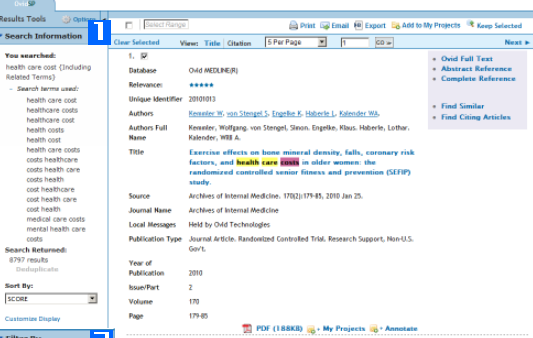 OvidSP
Results Tools Options
Search Information
1
You searched:
health care cost (Including
Related Terms)
- Search terms used:
health care cost
healthcare costs
healthcare cost
health costs
health cost
health care costs
costs healthcare
costs health care
costs health
cost healthcare
cost health care
cost health
medical care costs
mental health care
costs
Search Returned:
8797 results
Deduplicate
Sort By:
SCORE
Customize Display
Filter By
Select Range Print Email Export Add to My Projects Keep Selected
Clear Selected View: Title Citation 5 Per Page 1 GO Next
1.
Database Ovid MEDLINE(R)
Relevance:
Unique Identifier 20101013
Authors Kemmler W, von Stengel S, Engelke K, Haberle L, Kalender WA.
Authors Full Kemmler, Wolfgang. von Stengel, Simon. Engelke, Klaus. Haberle, Lothar.
Name Kalender, Willi A.
Title Exercise effects on bone mineral density, falls, coronary risk
factors, and health care costs in older women: the
randomized controlled senior fitness and prevention (SEFIP)
study.
Source Archives of Internal Medicine. 170(2):179-85, 2010 Jan 25.
Journal Name Archives of Internal Medicine
Local Messages Held by Ovid Technologies
Publication Type Journal Article. Randomized Controlled Trial. Research Support, Non-U.S.
Gov't.
Year of
Publication 2010
Issue/Part 2
Volume 170
Page 179-85
PDF (188KB) My Projects Annotate
Ovid Full Text
Abstract Reference
Complete Reference
Find Similar
Find Citing Articles